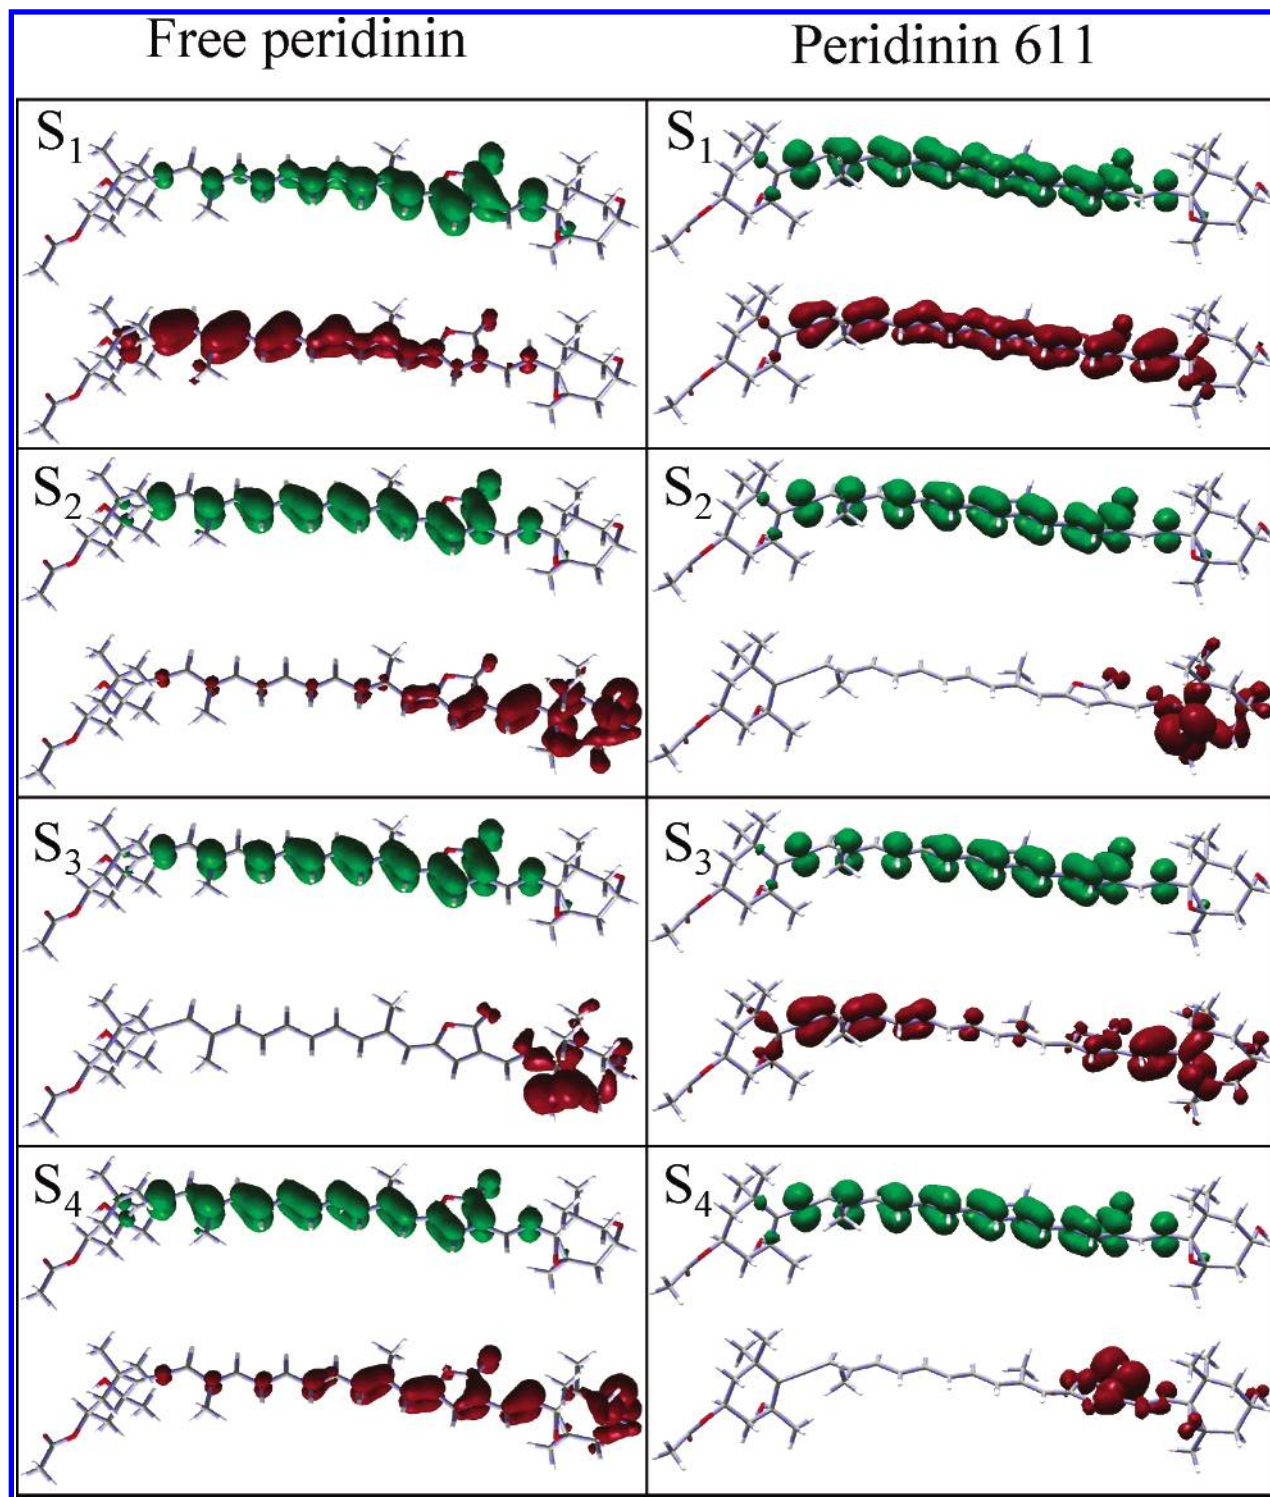 Free peridinin Peridinin 611
S₁ S₁
S₂ S₂
S₃ S₃
S₄ S₄